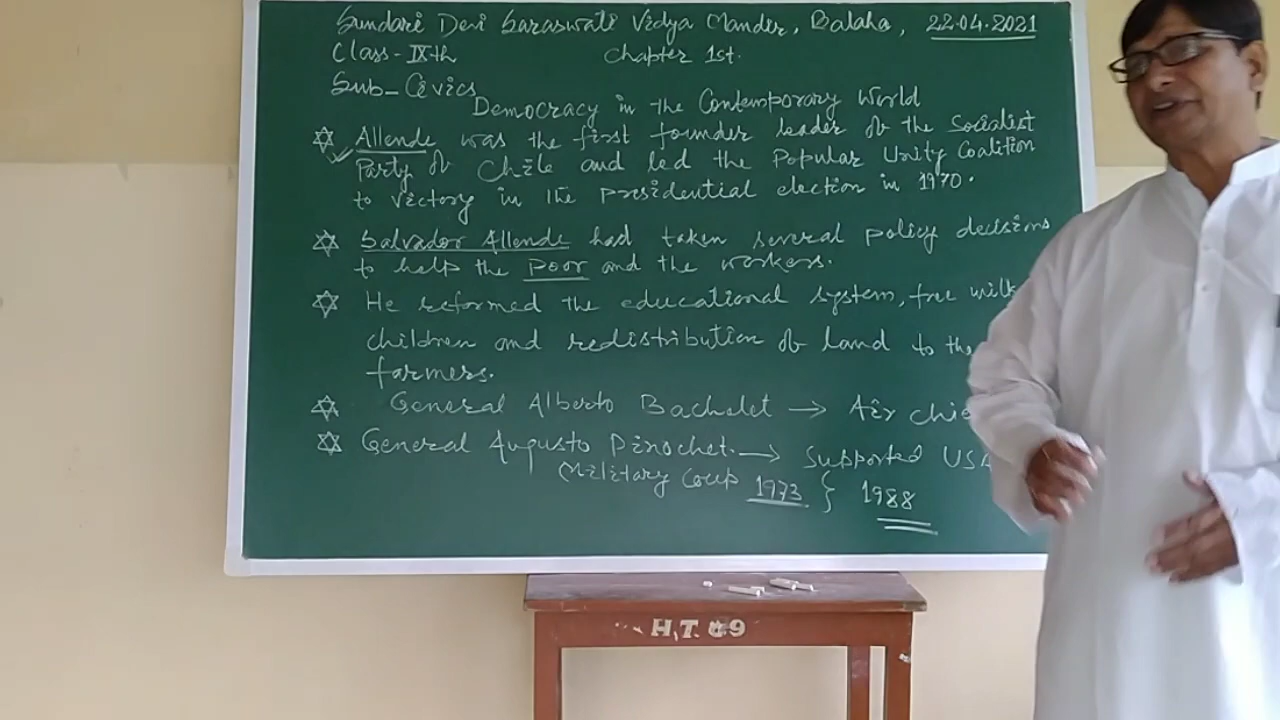 Sundari Devi Saraswati Vidya Mander, Balaha, 22.04.2021
Class-IXth Chapter 1st.
Sub-Civics
Democracy in the Contemporary World
Allende was the first founder leader of the Socialist
Party of Chile and led the Popular Unity Coalition
to victory in the presidential election in 1970.
Salvador Allende had taken several policy decisions
to help the poor and the workers.
He reformed the educational system, free milk
children and redistribution of land to the
farmers.
General Alberto Bachelet → Air
General Augusto Pinochet. → Supported USA
Military Coup 1973 } 1988
H.T. 09